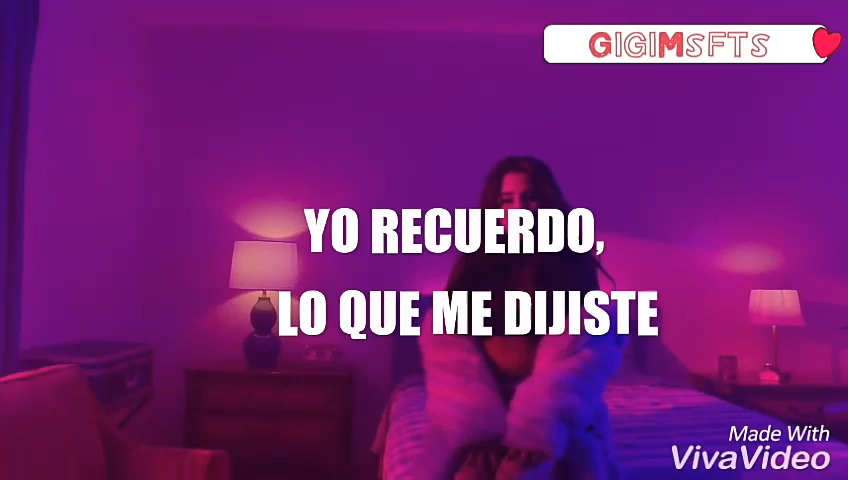 GIGIMSFTS
YO RECUERDO,
LO QUE ME DIJISTE
Made With
VivaVideo